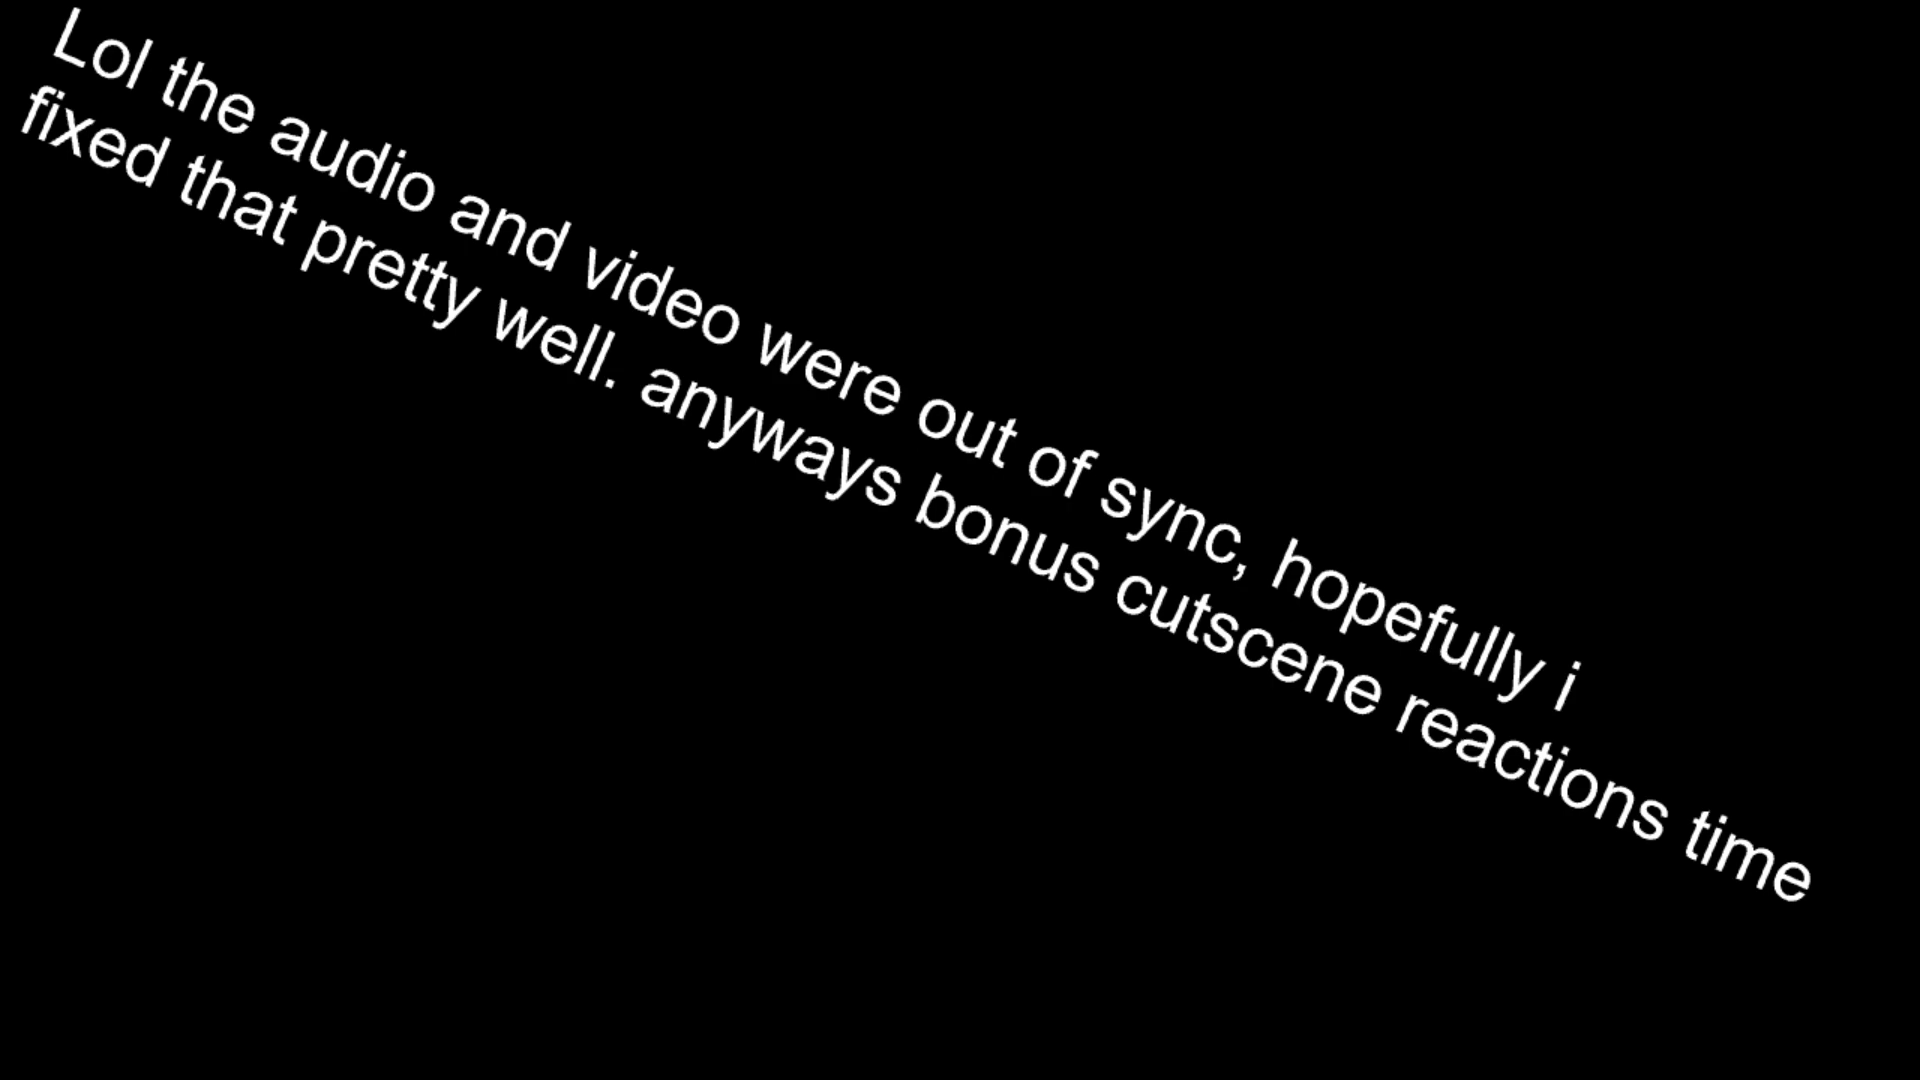 Lol the audio and video were out of sync, hopefully i
fixed that pretty well. anyways bonus cutscene reactions time